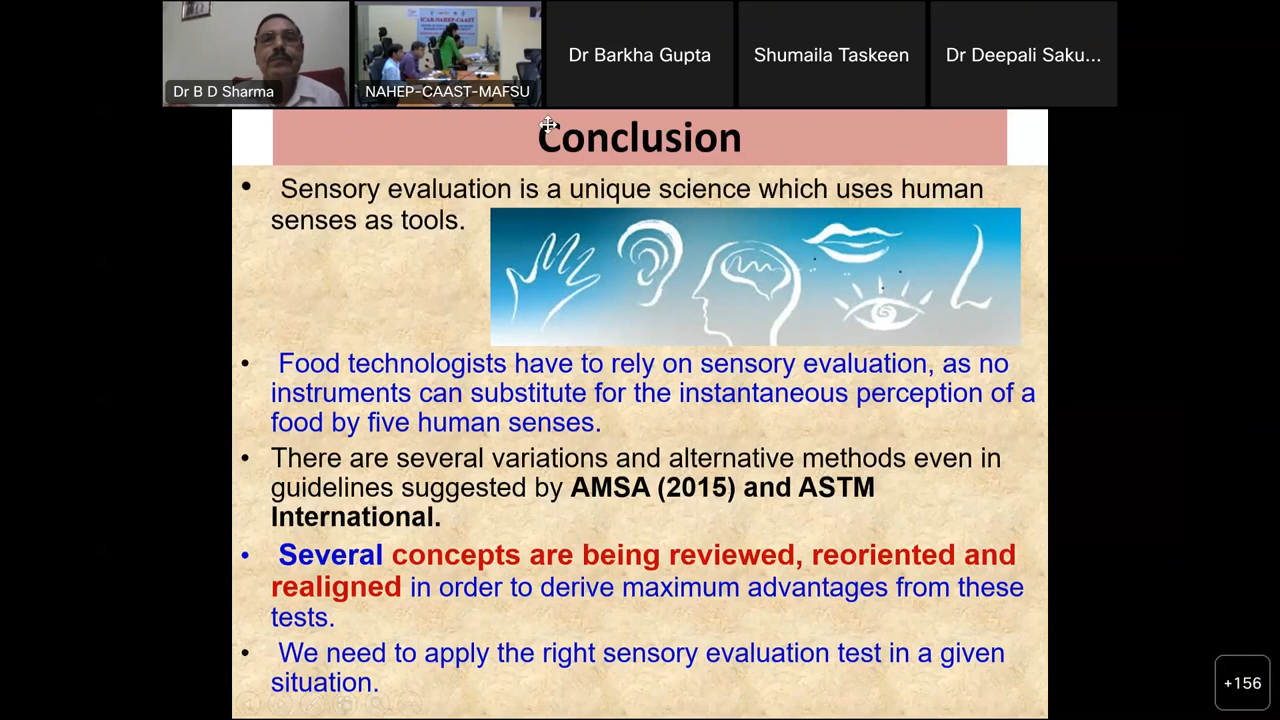 Dr B D Sharma
ICAR-NAHEP-CAAST
NAHEP-CAAST-MAFSU
Dr Barkha Gupta
Shumaila Taskeen
Dr Deepali Saku...
Conclusion
• Sensory evaluation is a unique science which uses human
senses as tools.
• Food technologists have to rely on sensory evaluation, as no
instruments can substitute for the instantaneous perception of a
food by five human senses.
• There are several variations and alternative methods even in
guidelines suggested by AMSA (2015) and ASTM
International.
• Several concepts are being reviewed, reoriented and
realigned in order to derive maximum advantages from these
tests.
• We need to apply the right sensory evaluation test in a given
situation.
+156